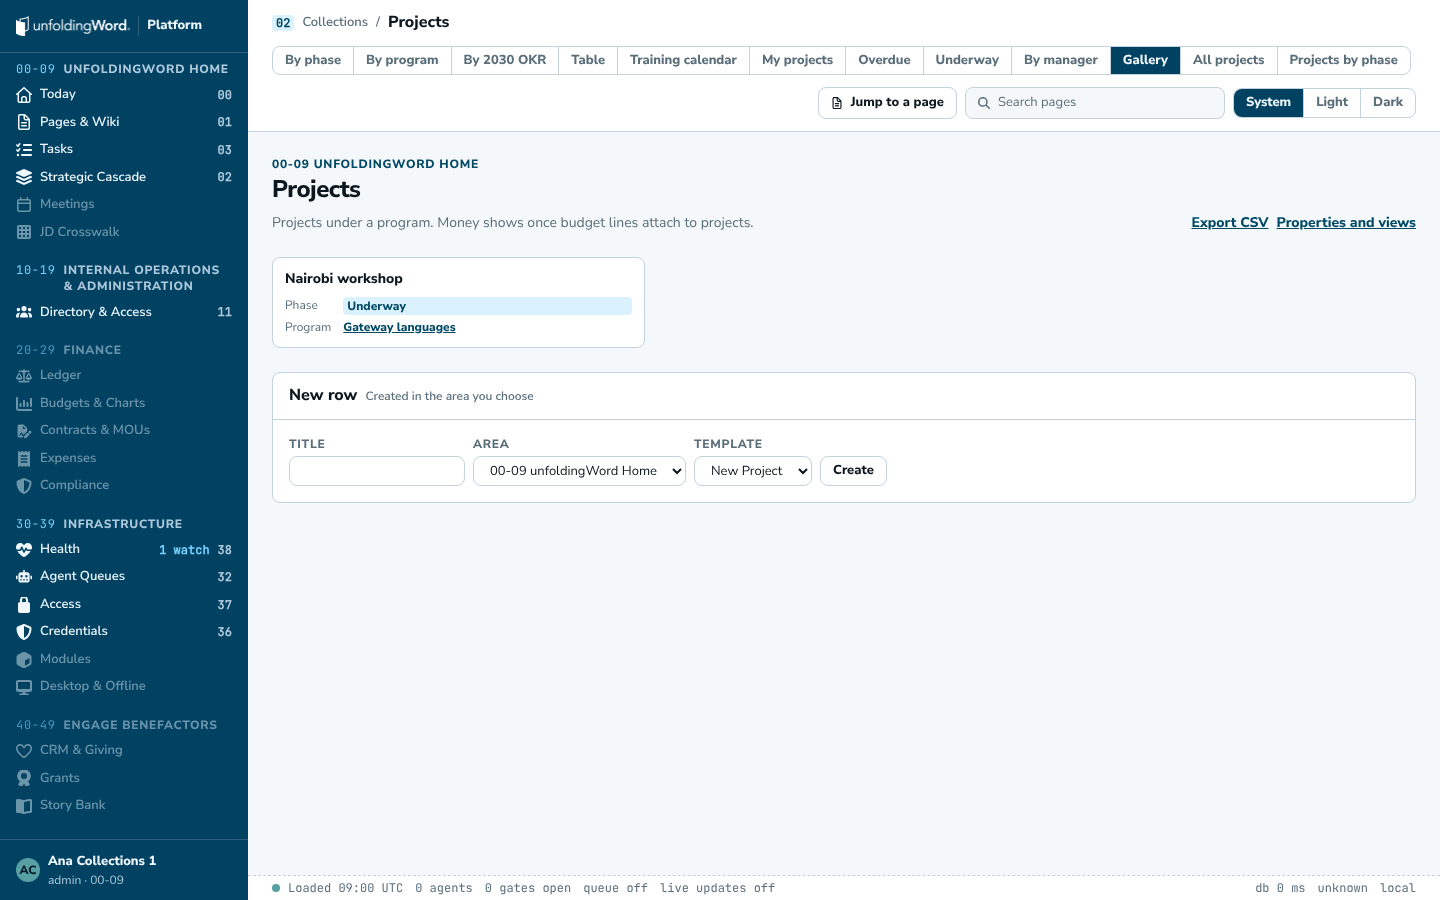 unfoldingWord® Platform
00-09 UNFOLDINGWORD HOME
Today 00
Pages & Wiki 01
Tasks 03
Strategic Cascade 02
Meetings
JD Crosswalk
10-19 INTERNAL OPERATIONS
& ADMINISTRATION
Directory & Access 11
20-29 FINANCE
Ledger
Budgets & Charts
Contracts & MOUs
Expenses
Compliance
30-39 INFRASTRUCTURE
Health 1 watch 38
Agent Queues 32
Access 37
Credentials 36
Modules
Desktop & Offline
40-49 ENGAGE BENEFACTORS
CRM & Giving
Grants
Story Bank
AC Ana Collections 1
admin · 00-09
02 Collections / Projects
By phase By program By 2030 OKR Table Training calendar My projects Overdue Underway By manager Gallery All projects Projects by phase
Jump to a page Search pages System Light Dark
00-09 UNFOLDINGWORD HOME
Projects
Projects under a program. Money shows once budget lines attach to projects. Export CSV Properties and views
Nairobi workshop
Phase Underway
Program Gateway languages
New row Created in the area you choose
TITLE AREA TEMPLATE
00-09 unfoldingWord Home New Project Create
Loaded 09:00 UTC 0 agents 0 gates open queue off live updates off db 0 ms unknown local